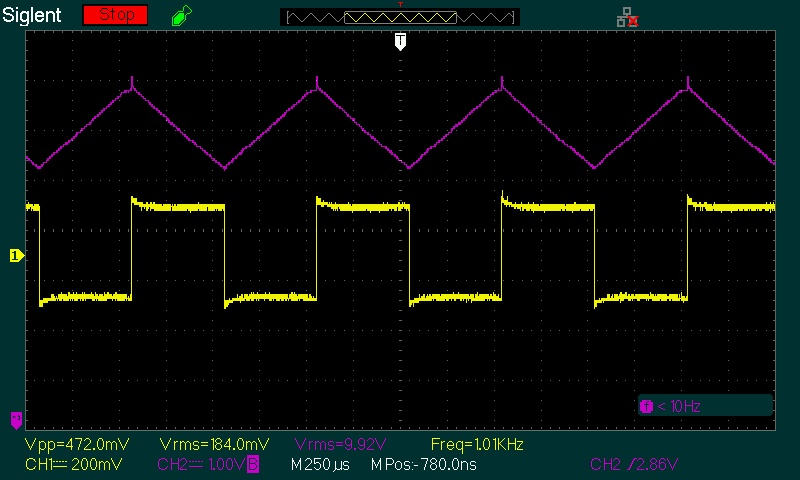 Siglent Stop T
T
1
f < 10Hz
Vpp=472.0mV Vrms=184.0mV Vrms=9.92V Freq=1.01KHz
CH1 200mV CH2 1.00V B M 250µs M Pos:-780.0ns CH2 2.86V